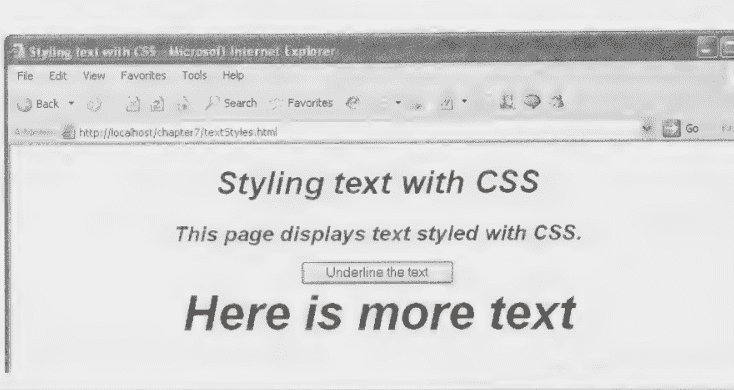 Styling text with CSS - Microsoft Internet Explorer
File Edit View Favorites Tools Help
Back Search Favorites
Address http://localhost/chapter7/textStyles.html Go
Styling text with CSS
This page displays text styled with CSS.
Underline the text
Here is more text